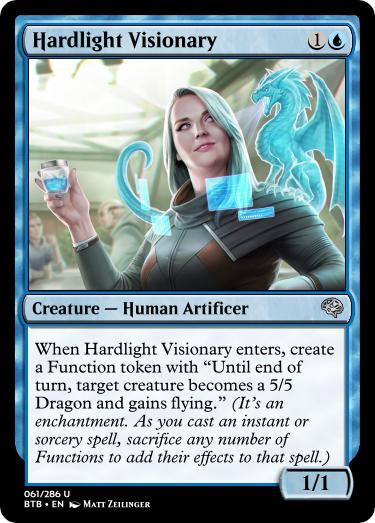 Hardlight Visionary 1
Creature — Human Artificer
When Hardlight Visionary enters, create
a Function token with “Until end of
turn, target creature becomes a 5/5
Dragon and gains flying.” (It’s an
enchantment. As you cast an instant or
sorcery spell, sacrifice any number of
Functions to add their effects to that spell.)
1/1
061/286 U
BTB • EN Matt Zeilinger